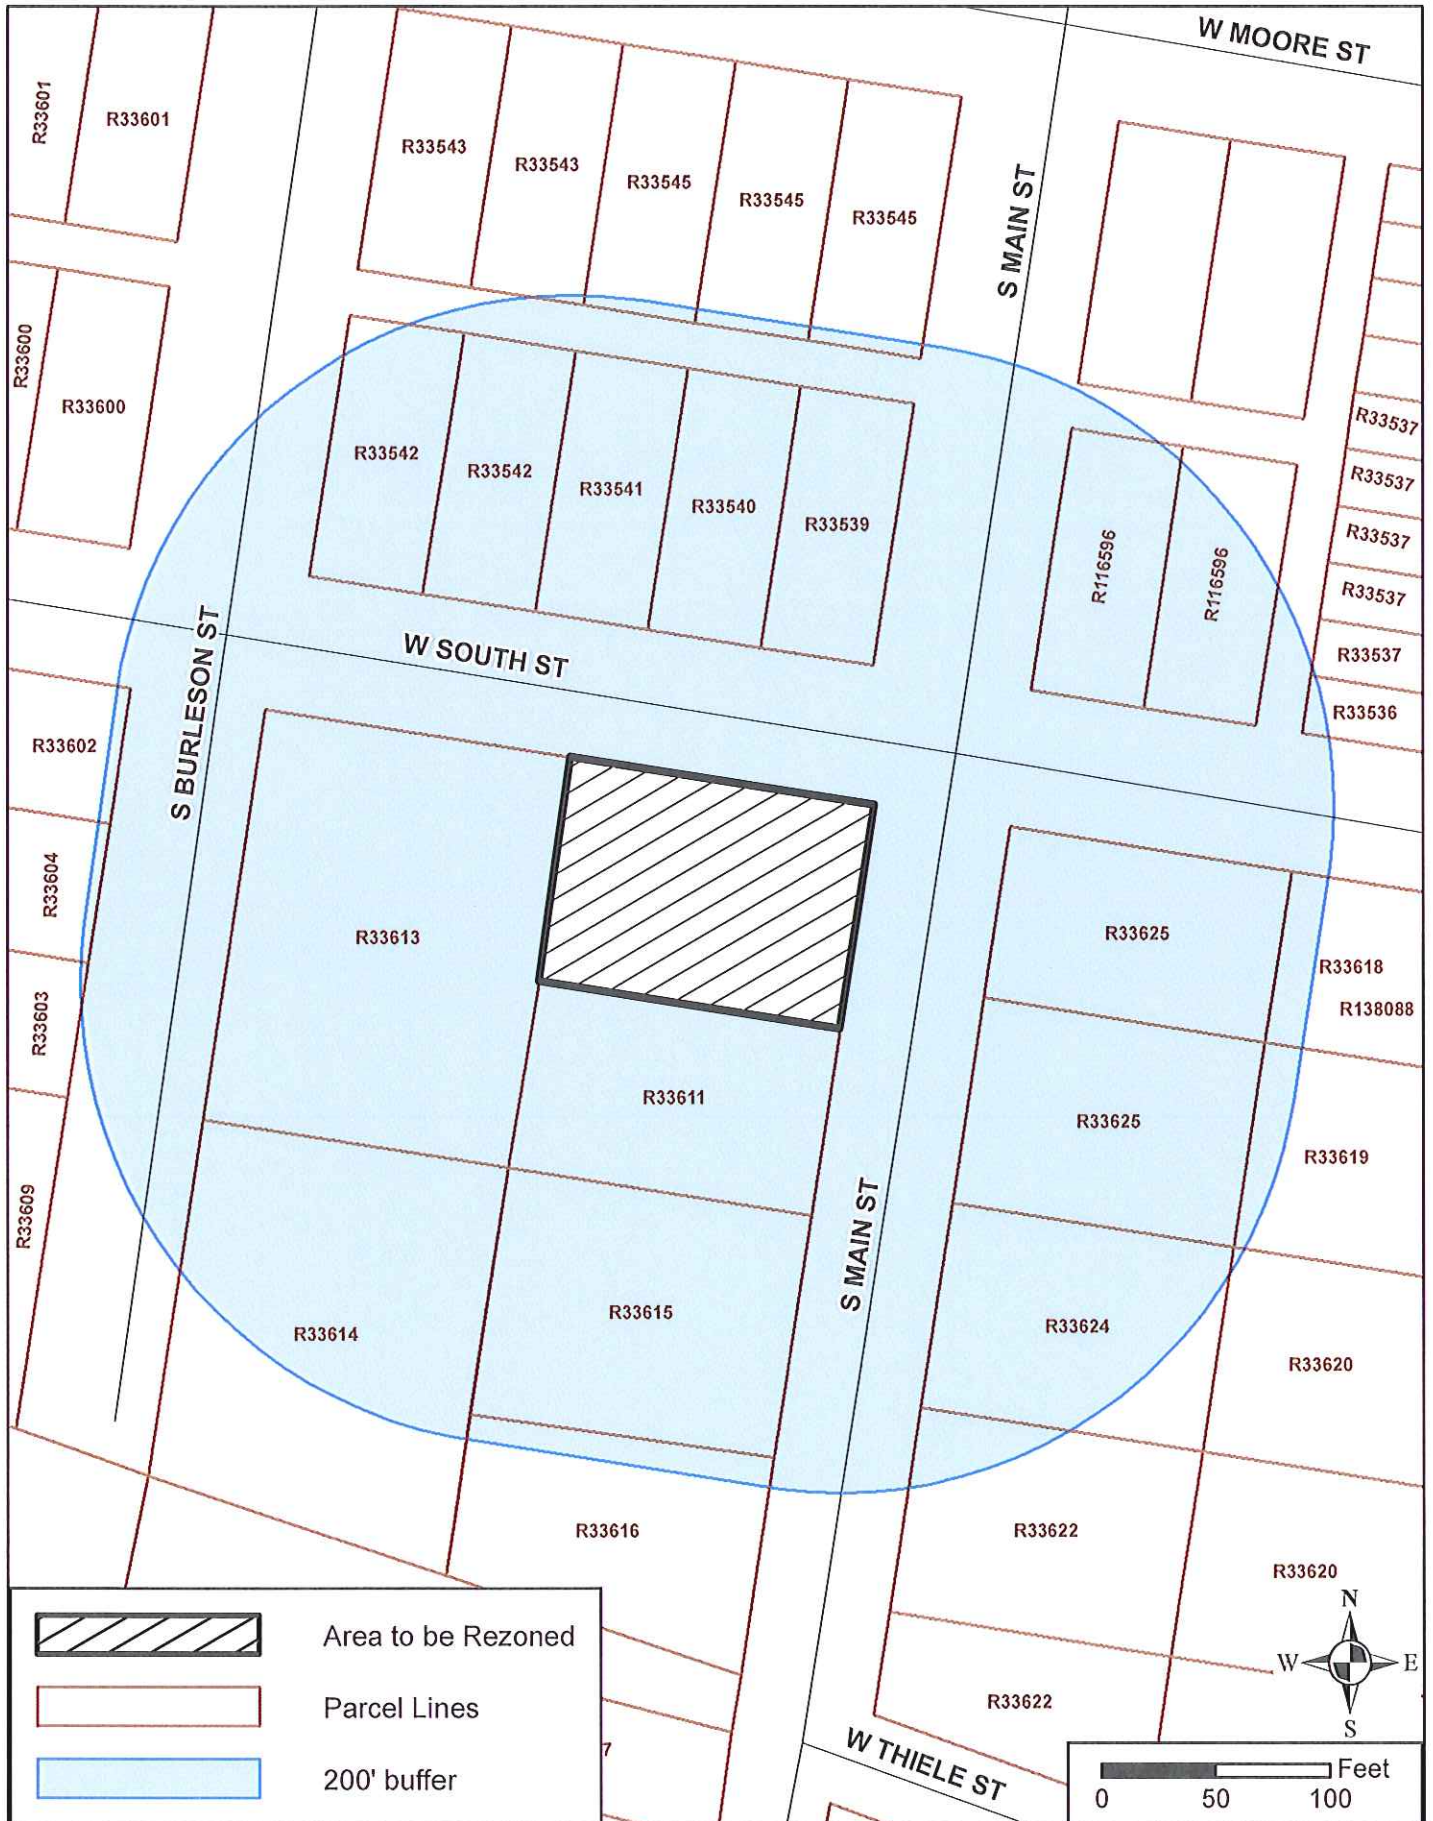 W MOORE ST
R33601
R33601
R33543
R33543
R33545
R33545
R33545
S MAIN ST
R33600
R33600
R33542
R33542
R33541
R33540
R33539
R116596
R116596
R33537
R33537
R33537
R33537
R33537
R33536
W SOUTH ST
S BURLESON ST
R33602
R33604
R33603
R33609
R33613
R33611
R33625
R33618
R138088
R33625
R33619
R33614
R33615
S MAIN ST
R33624
R33620
R33616
R33622
R33620
R33622
7
W THIELE ST
N
W E
S
Area to be Rezoned
Parcel Lines
200' buffer
Feet
0 50 100